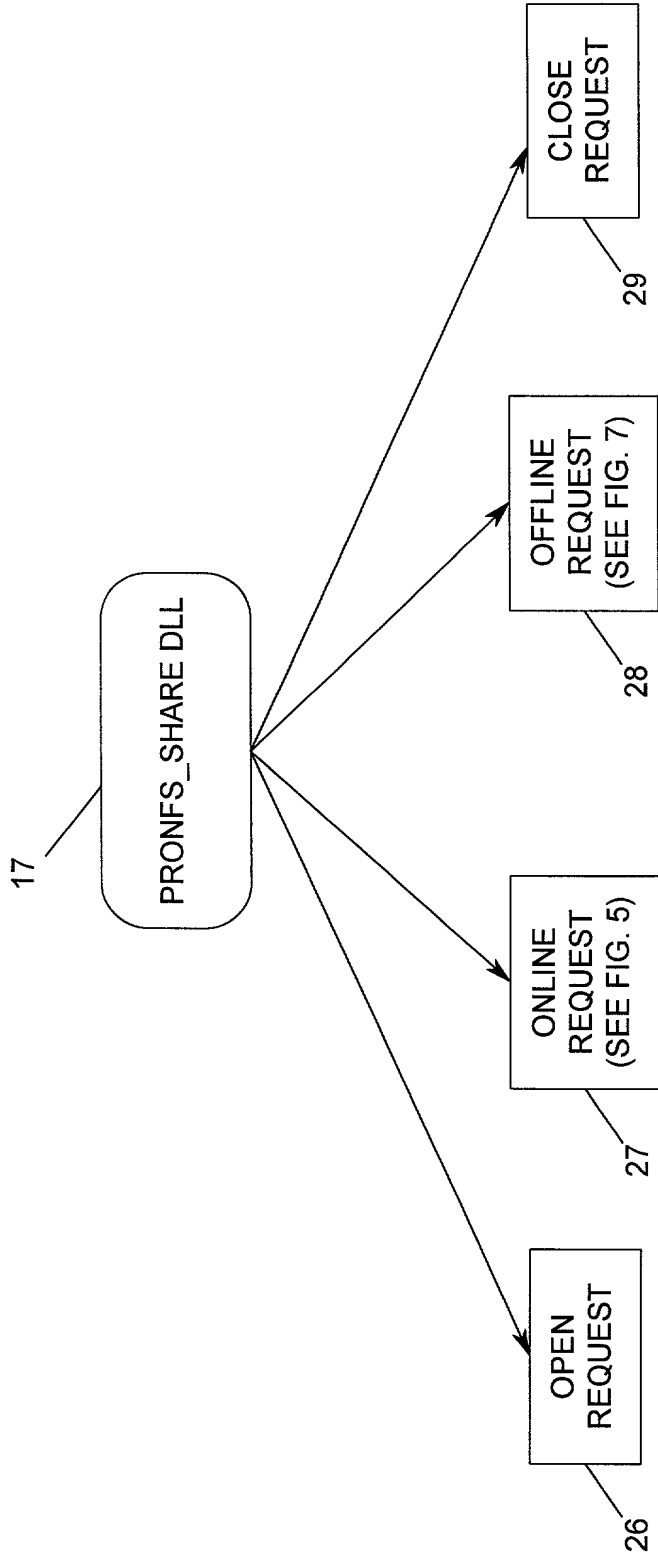 17
PRONFS_SHARE DLL
OPEN
REQUEST
26
ONLINE
REQUEST
(SEE FIG. 5)
27
OFFLINE
REQUEST
(SEE FIG. 7)
28
CLOSE
REQUEST
29